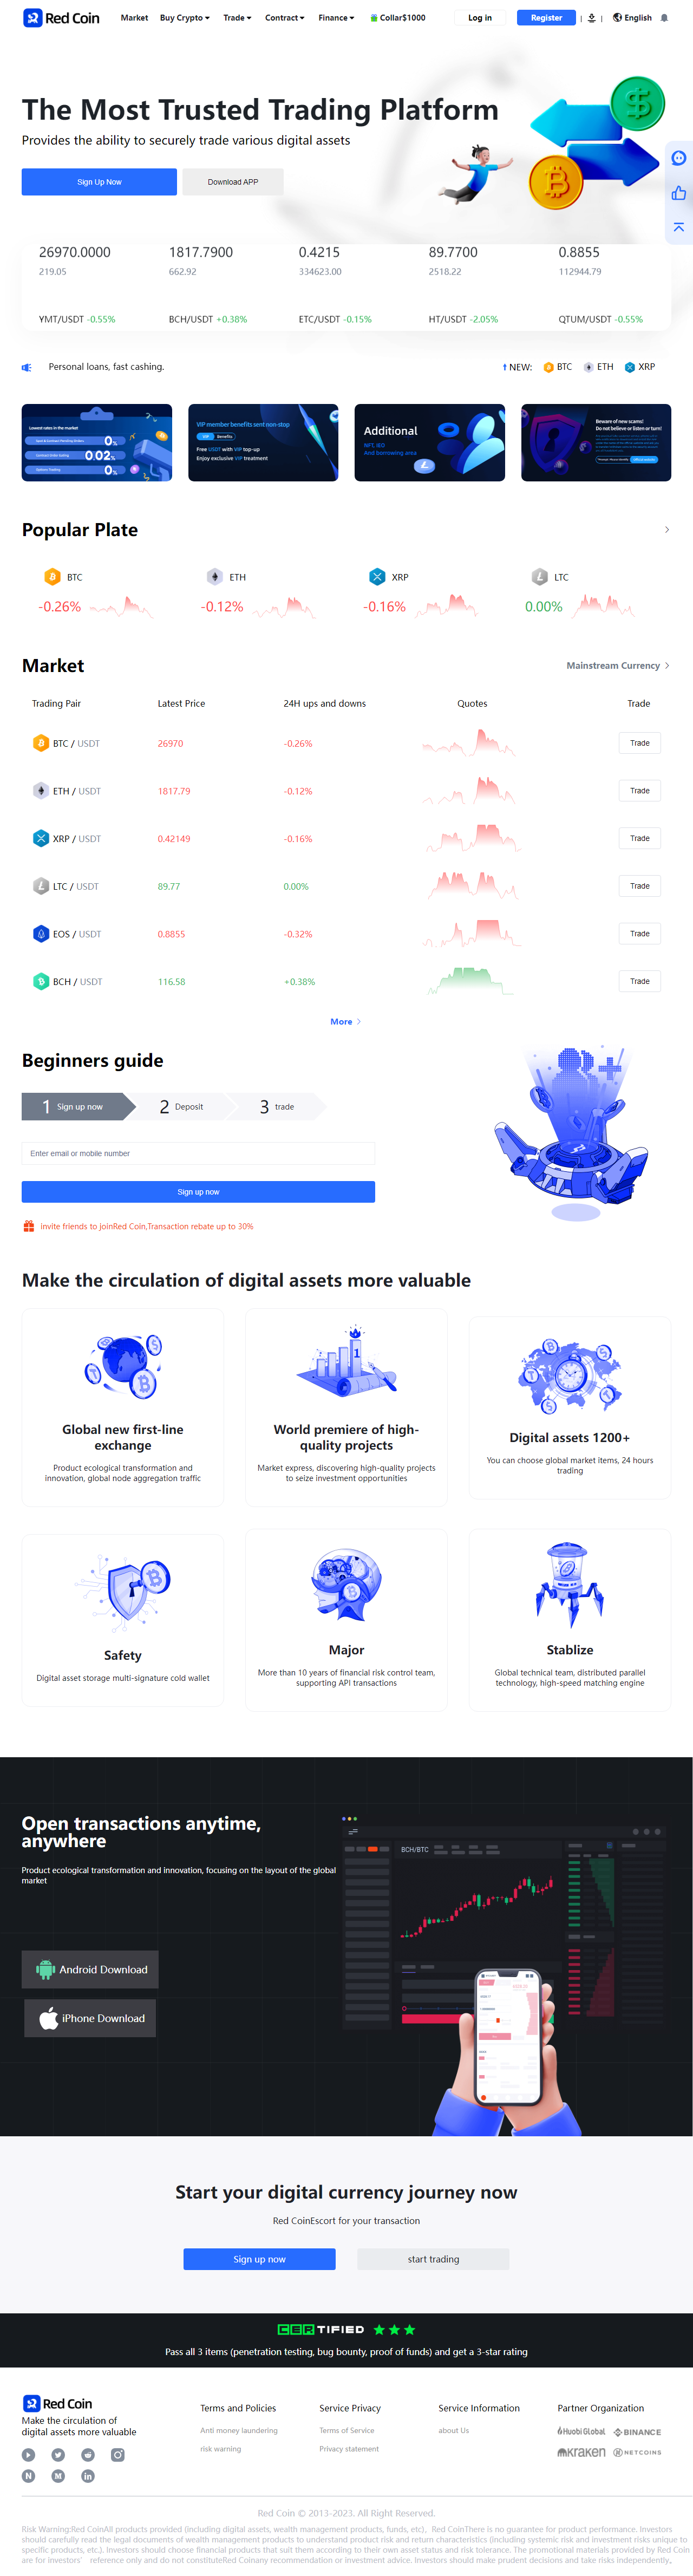 Red Coin Market Buy Crypto Trade Contract Finance Collar$1000 Log in Register | | English
The Most Trusted Trading Platform
Provides the ability to securely trade various digital assets
Sign Up Now Download APP
26970.0000 1817.7900 0.4215 89.7700 0.8855
219.05 662.92 334623.00 2518.22 112944.79
YMT/USDT -0.55% BCH/USDT +0.38% ETC/USDT -0.15% HT/USDT -2.05% QTUM/USDT -0.55%
Personal loans, fast cashing. NEW: BTC ETH XRP
Lowest rates in the market
0%
0.02%
0%
VIP member benefits sent non-stop
VIP Benefits
Free USDT with VIP top-up
Enjoy exclusive VIP treatment
Additional
NFT, IEO
And borrowing area
Beware of new scams!
Do not believe or listen or turn!
Popular Plate
BTC ETH XRP LTC
-0.26% -0.12% -0.16% 0.00%
Market Mainstream Currency
Trading Pair Latest Price 24H ups and downs Quotes Trade
BTC / USDT 26970 -0.26% Trade
ETH / USDT 1817.79 -0.12% Trade
XRP / USDT 0.42149 -0.16% Trade
LTC / USDT 89.77 0.00% Trade
EOS / USDT 0.8855 -0.32% Trade
BCH / USDT 116.58 +0.38% Trade
More
Beginners guide
1 Sign up now 2 Deposit 3 trade
Enter email or mobile number
Sign up now
invite friends to joinRed Coin,Transaction rebate up to 30%
Make the circulation of digital assets more valuable
Global new first-line
exchange
Product ecological transformation and
innovation, global node aggregation traffic
World premiere of high-
quality projects
Market express, discovering high-quality projects
to seize investment opportunities
Digital assets 1200+
You can choose global market items, 24 hours
trading
Safety
Digital asset storage multi-signature cold wallet
Major
More than 10 years of financial risk control team,
supporting API transactions
Stablize
Global technical team, distributed parallel
technology, high-speed matching engine
Open transactions anytime,
anywhere
Product ecological transformation and innovation, focusing on the layout of the global
market
BCH/BTC
Android Download
iPhone Download
Start your digital currency journey now
Red CoinEscort for your transaction
Sign up now start trading
CERTIFIED
Pass all 3 items (penetration testing, bug bounty, proof of funds) and get a 3-star rating
Red Coin
Make the circulation of
digital assets more valuable
Terms and Policies
Anti money laundering
risk warning
Service Privacy
Terms of Service
Privacy statement
Service Information
about Us
Partner Organization
Huobi Global BINANCE
kraken NETCOINS
Red Coin © 2013-2023. All Right Reserved.
Risk Warning:Red CoinAll products provided (including digital assets, wealth management products, funds, etc)， Red CoinThere is no guarantee for product performance. Investors
should carefully read the legal documents of wealth management products to understand product risk and return characteristics (including systemic risk and investment risks unique to
specific products, etc.). Investors should choose financial products that suit them according to their own asset status and risk tolerance. The promotional materials provided by Red Coin
are for investors' reference only and do not constituteRed Coinany recommendation or investment advice. Investors should make prudent decisions and take risks independently。